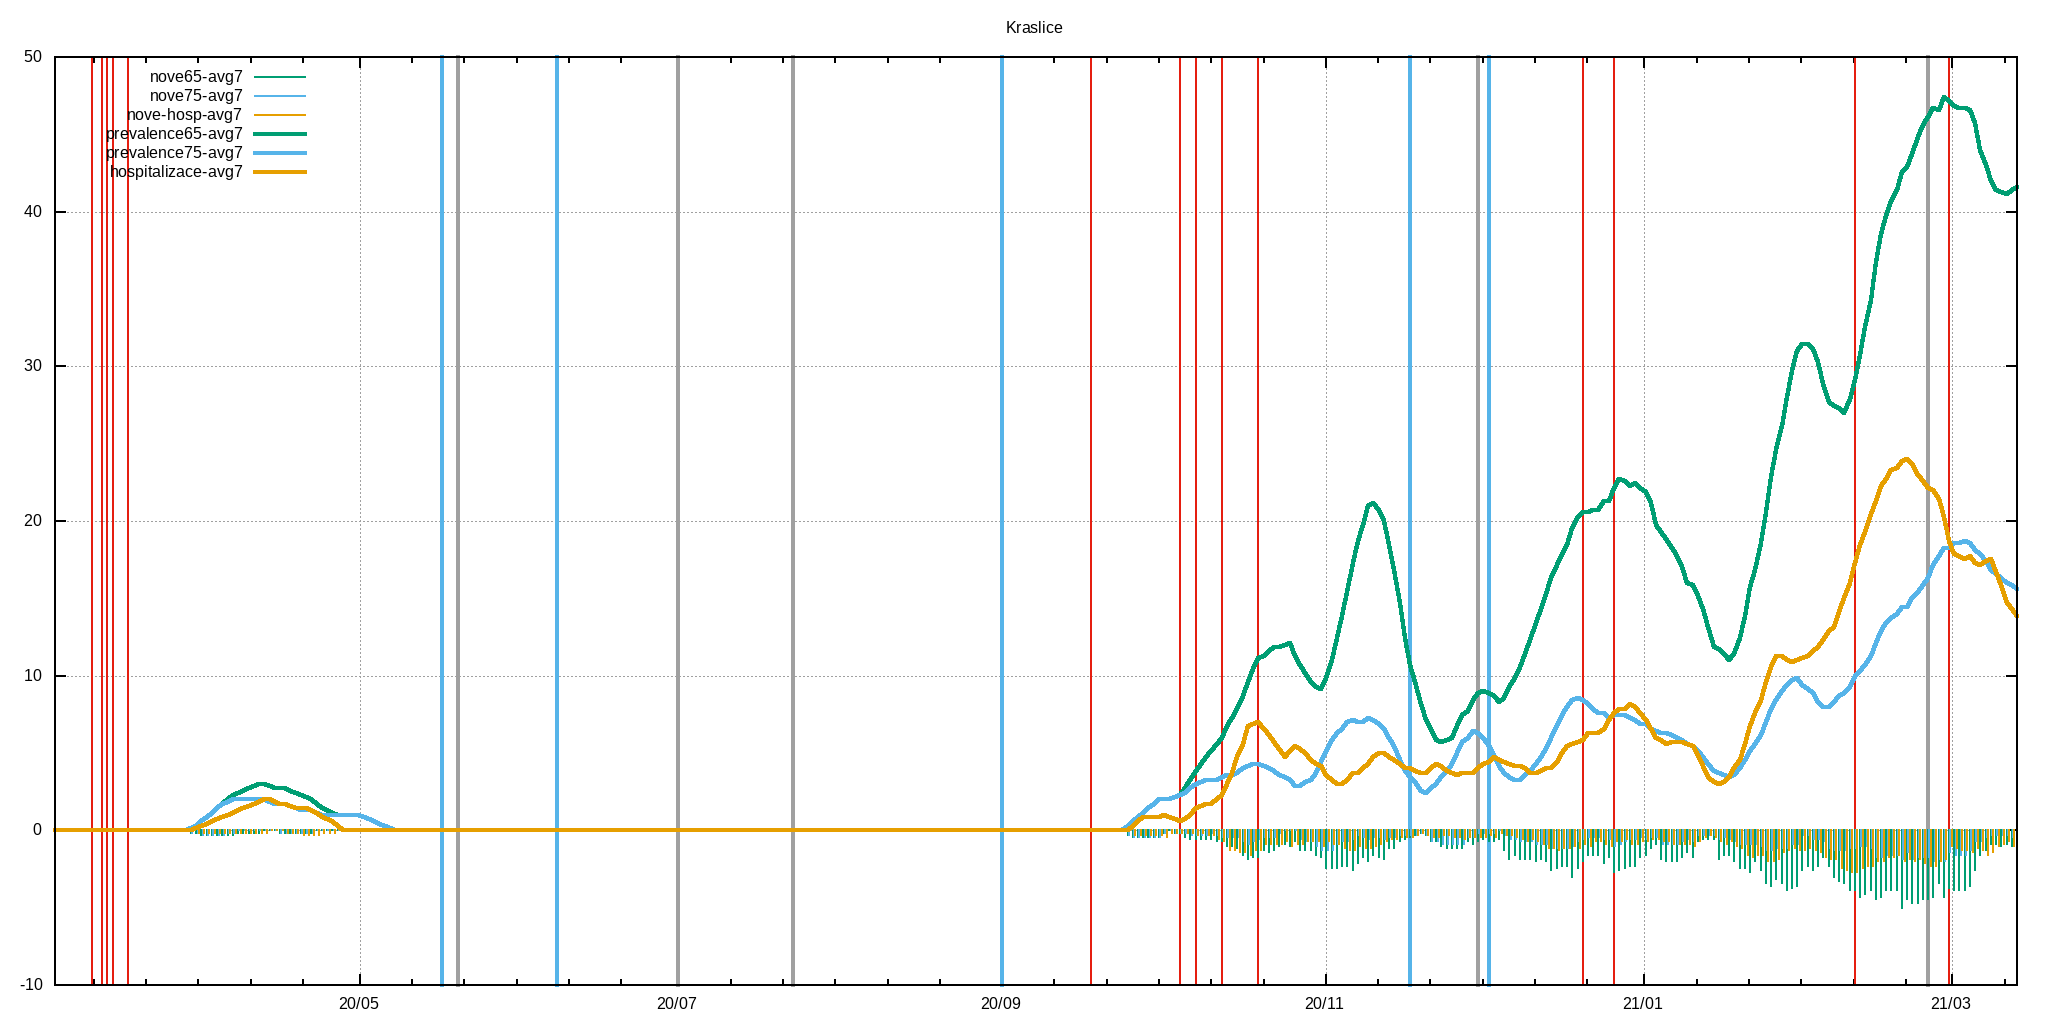 Kraslice
50
40
30
20
10
0
-10
nove65-avg7
nove75-avg7
nove-hosp-avg7
prevalence65-avg7
prevalence75-avg7
hospitalizace-avg7
20/05
20/07
20/09
20/11
21/01
21/03